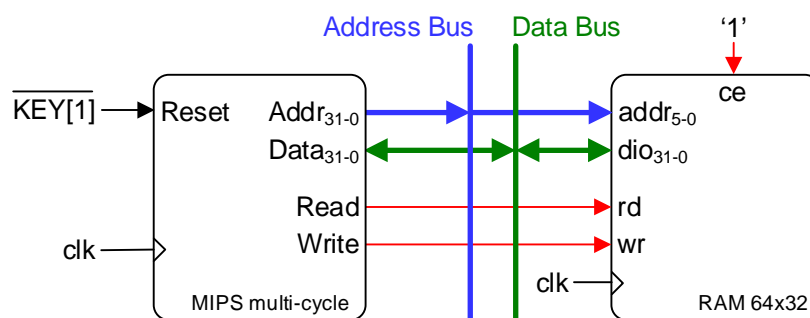 Address Bus Data Bus ‘1’
KEY[1] Reset Addr31-0 addr5-0 ce
Data31-0 dio31-0
Read rd
Write wr
clk clk
MIPS multi-cycle RAM 64x32